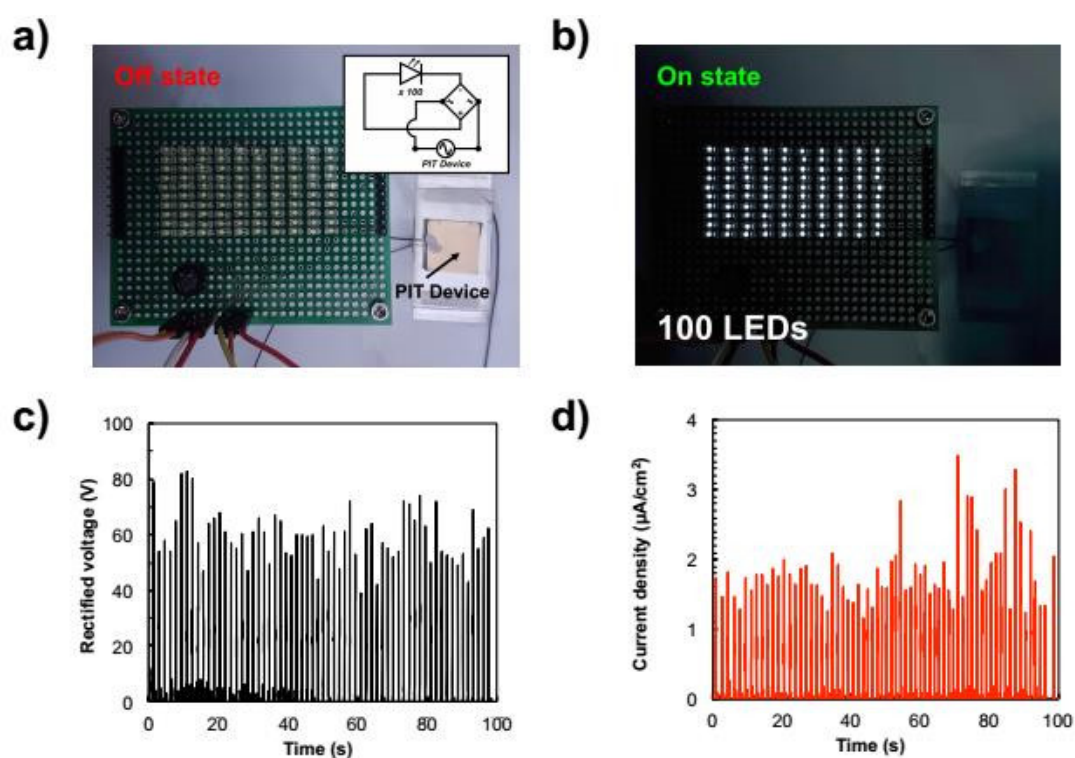 a)
Off state
x 100
PIT Device
PIT Device
b)
On state
100 LEDs
c)
Rectified voltage (V)
100
80
60
40
20
0
0 20 40 60 80 100
Time (s)
d)
Current density (µA/cm²)
4
3
2
1
0
0 20 40 60 80 100
Time (s)